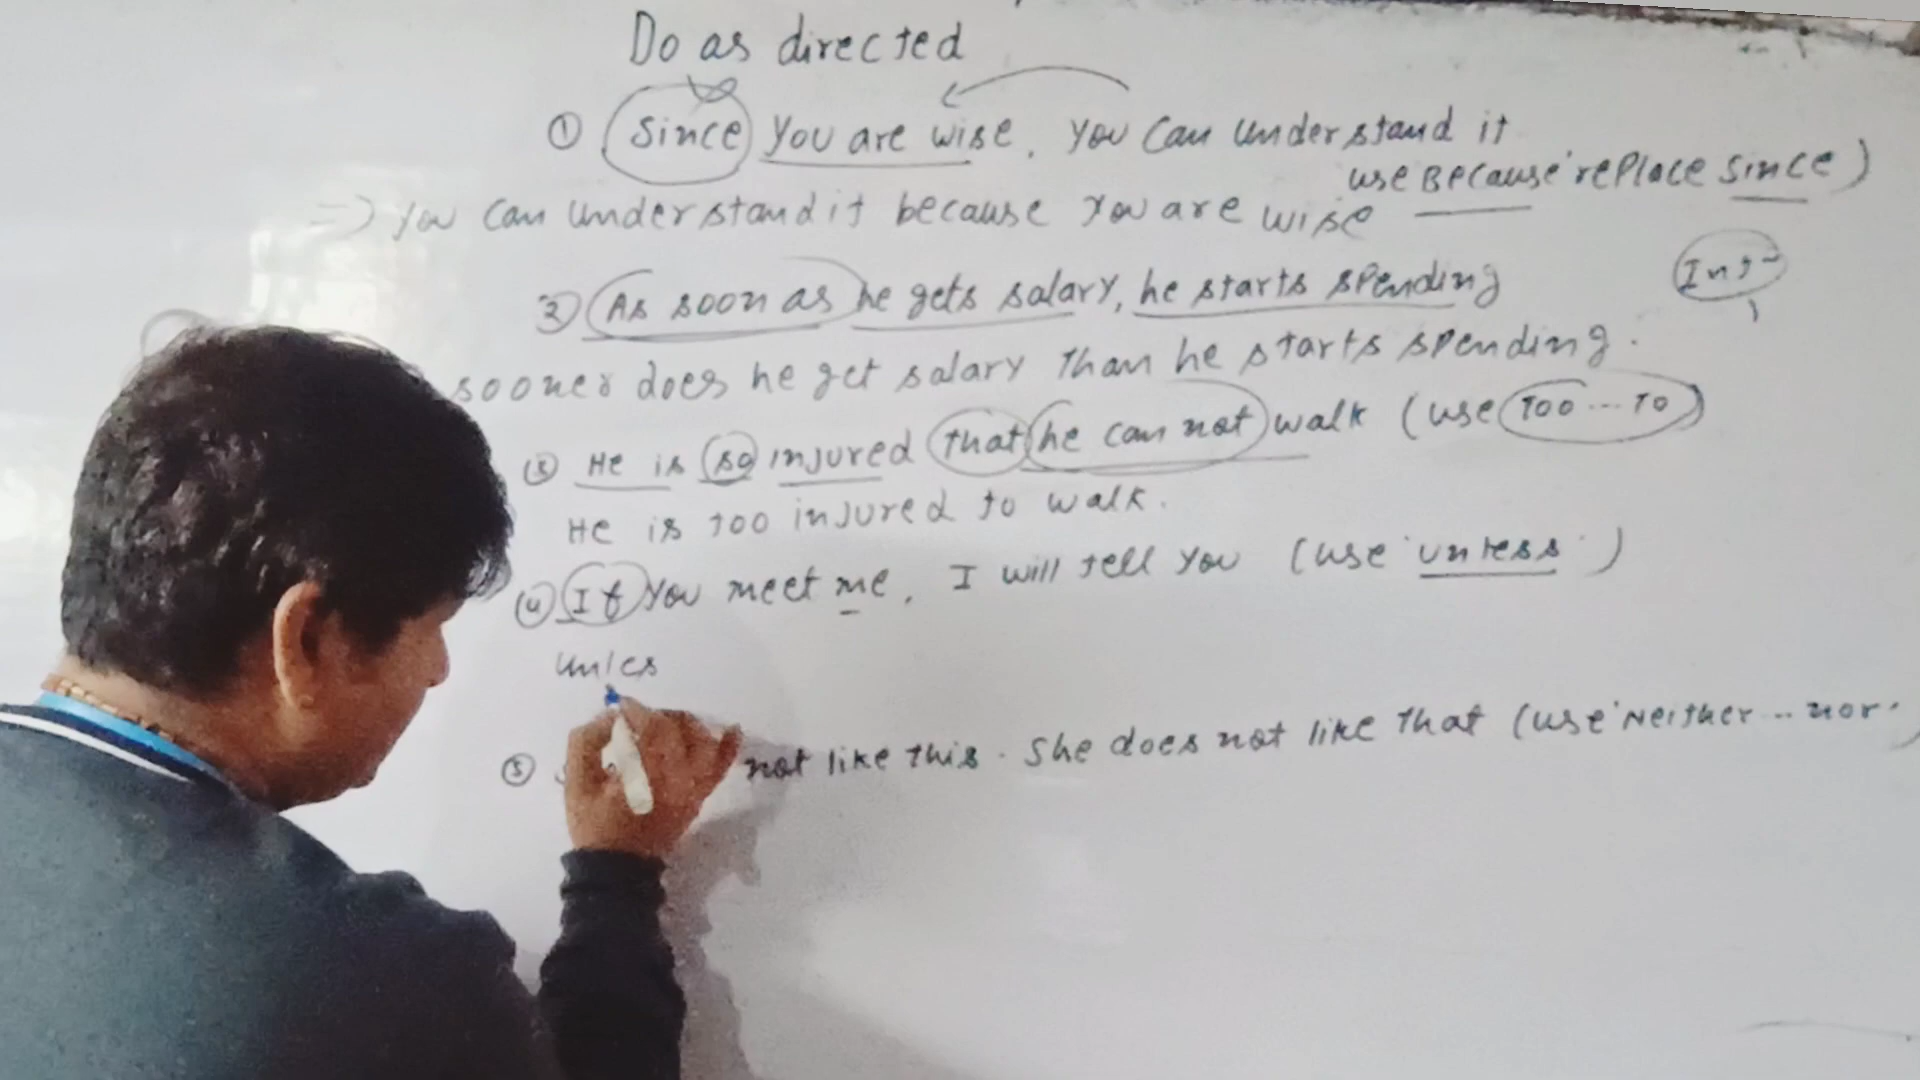 Do as directed
① Since you are wise, you can understand it
use Because replace since)
=) you can understand it because you are wise
② As soon as he gets salary, he starts spending
sooner does he get salary than he starts spending.
③ He is so injured that he can not walk (use Too...To)
He is too injured to walk.
④ If you meet me, I will tell you (use 'unless')
Unles
⑤ not like this. She does not like that (use 'Neither... nor.